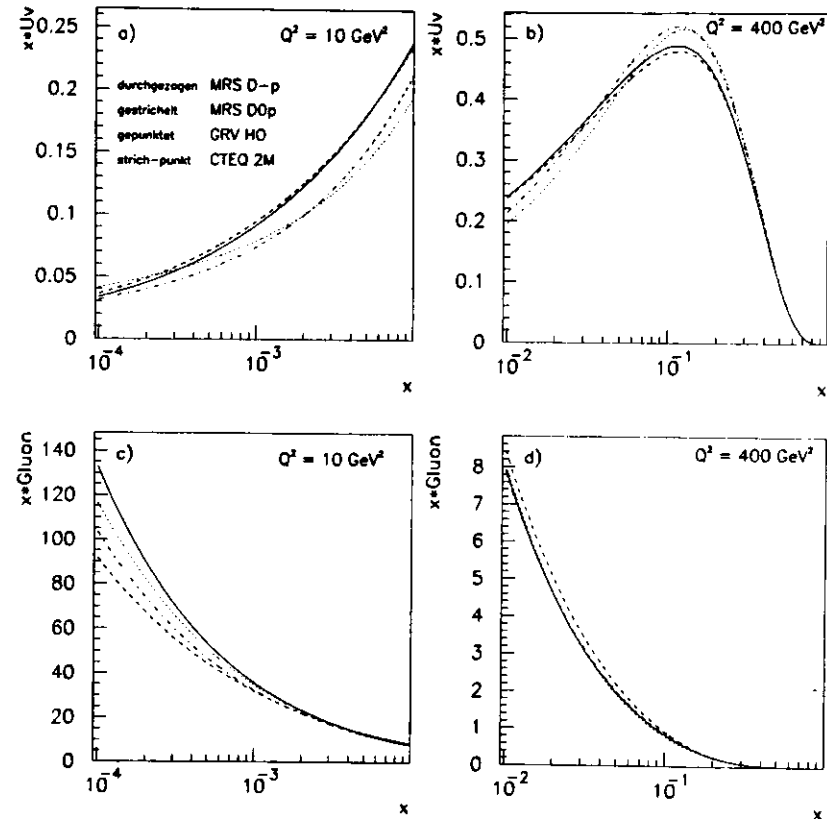 x*Uv
a)
Q² = 10 GeV²
durchgezogen MRS D-p
gestrichelt MRS D0p
gepunktet GRV HO
strich-punkt CTEQ 2M
0.25
0.2
0.15
0.1
0.05
0
10⁻⁴
10⁻³
x
x*Uv
b)
Q² = 400 GeV²
0.5
0.4
0.3
0.2
0.1
0
10⁻²
10⁻¹
x
x*Gluon
c)
Q² = 10 GeV²
140
120
100
80
60
40
20
0
10⁻⁴
10⁻³
x
x*Gluon
d)
Q² = 400 GeV²
8
7
6
5
4
3
2
1
0
10⁻²
10⁻¹
x